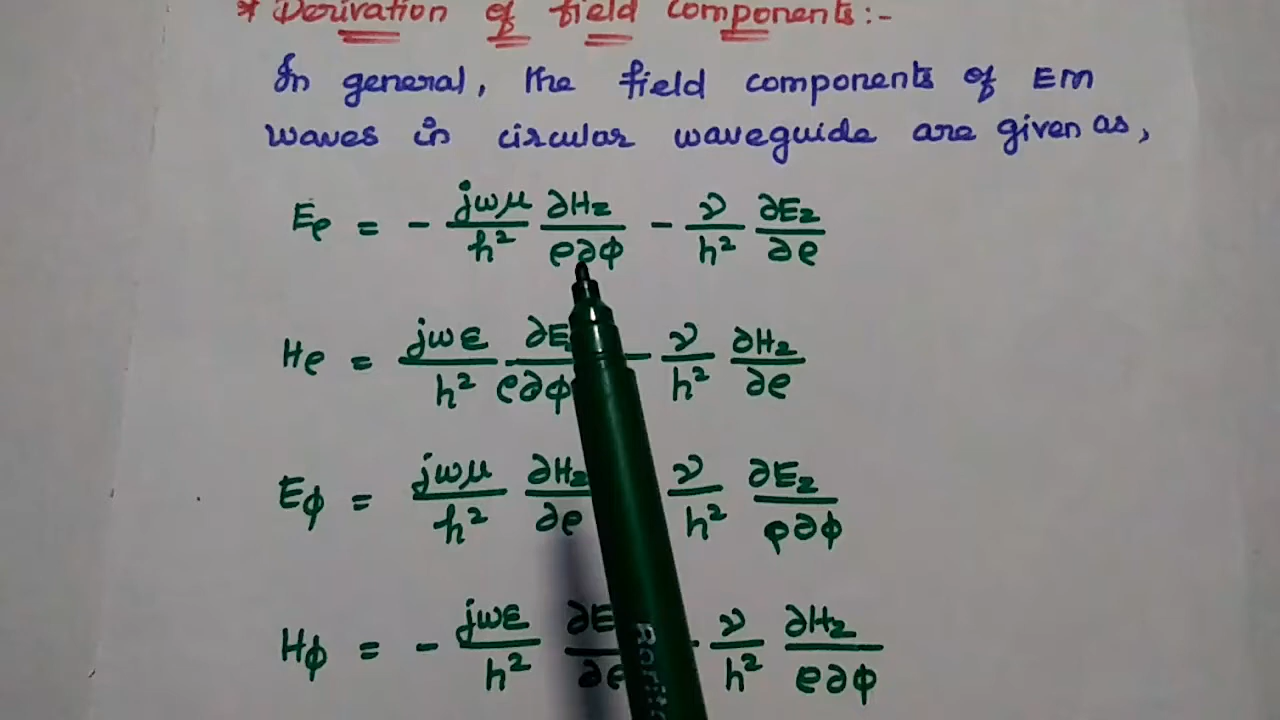 * Derivation of field components:-
In general, the field components of EM
waves in circular waveguide are given as,
Eρ = - jωμ/h² ∂Hz/ρ∂φ - ν/h² ∂Ez/∂ρ
Hρ = jωε/h² ∂E /ρ∂φ - ν/h² ∂Hz/∂ρ
Eφ = jωμ/h² ∂Hz/∂ρ ν/h² ∂Ez/ρ∂φ
Hφ = - jωε/h² ∂E /∂ρ - ν/h² ∂Hz/ρ∂φ